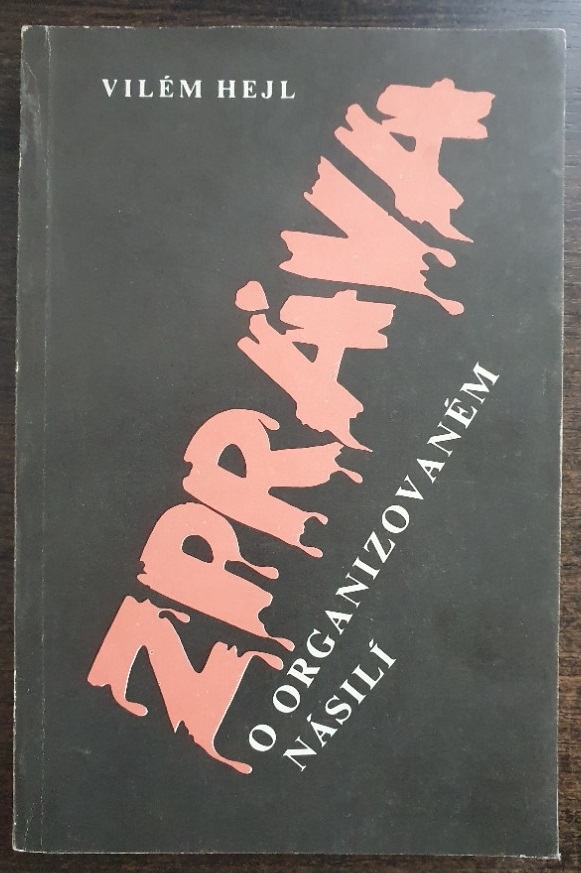 VILÉM HEJL
ZPRÁVA
O ORGANIZOVANÉM
NÁSILÍ